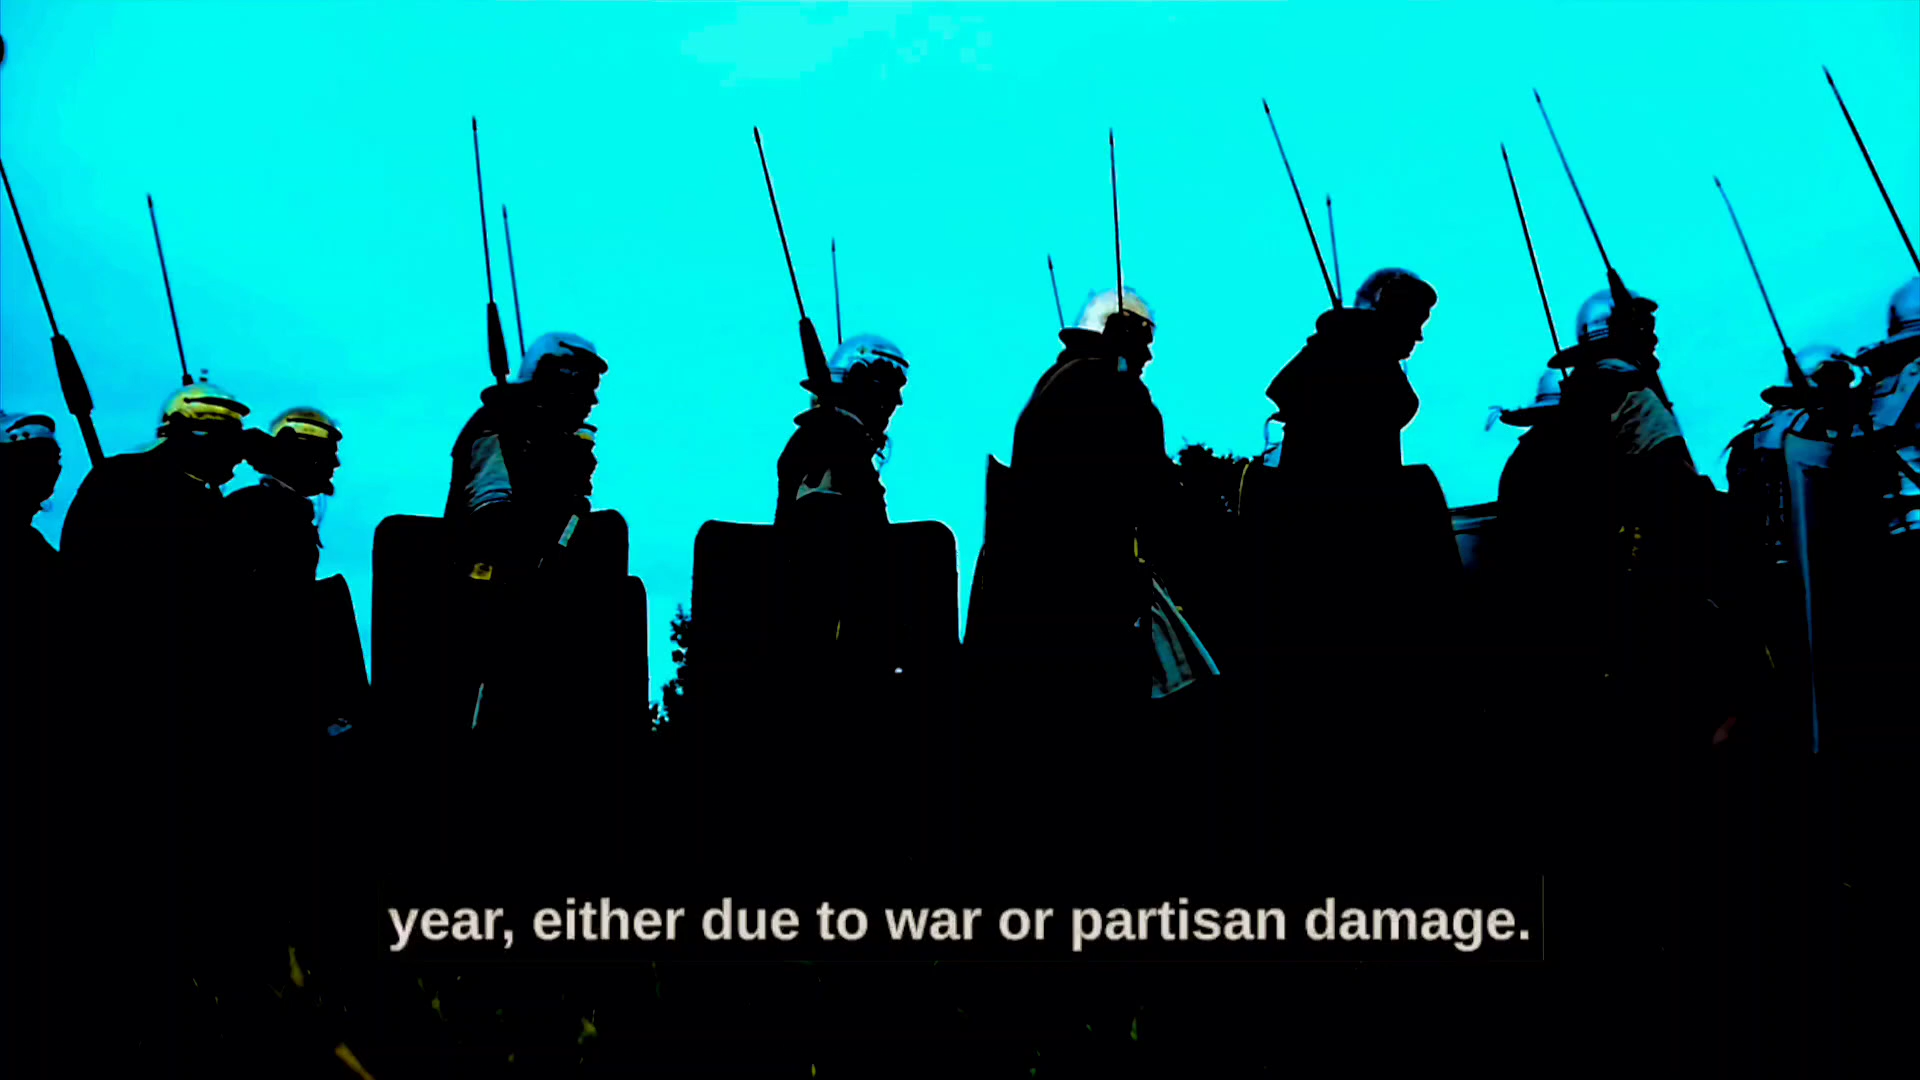 year, either due to war or partisan damage.